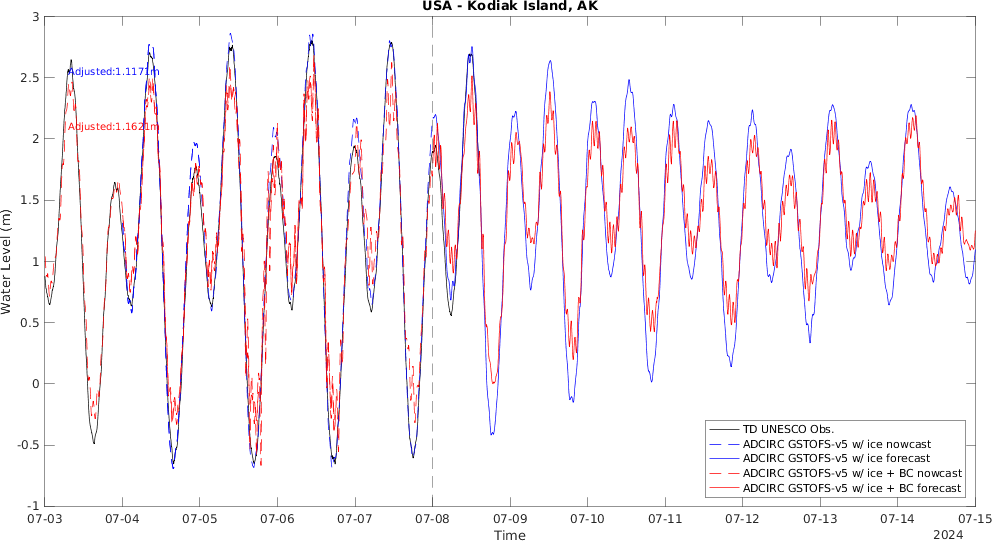 USA - Kodiak Island, AK
3
2.5
2
1.5
1
0.5
0
-0.5
-1
Water Level (m)
Adjusted:1.1171m
Adjusted:1.1621m
TD UNESCO Obs.
ADCIRC GSTOFS-v5 w/ ice nowcast
ADCIRC GSTOFS-v5 w/ ice forecast
ADCIRC GSTOFS-v5 w/ ice + BC nowcast
ADCIRC GSTOFS-v5 w/ ice + BC forecast
07-03 07-04 07-05 07-06 07-07 07-08 07-09 07-10 07-11 07-12 07-13 07-14 07-15
Time
2024